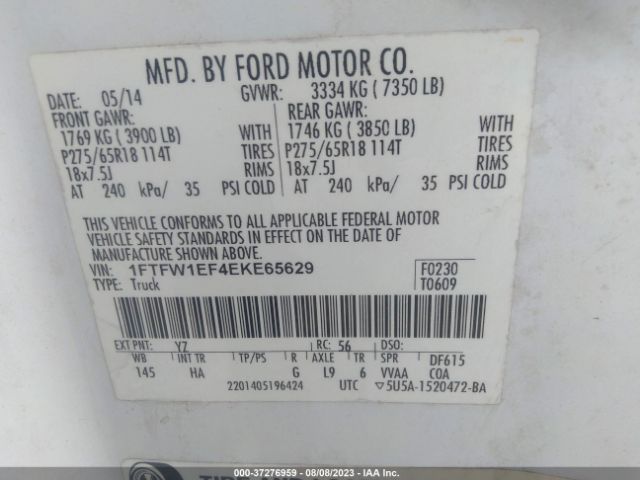 MFD. BY FORD MOTOR CO.
DATE: 05/14 GVWR: 3334 KG ( 7350 LB)
FRONT GAWR: REAR GAWR:
1769 KG ( 3900 LB) WITH 1746 KG ( 3850 LB) WITH
P275/65R18 114T TIRES P275/65R18 114T TIRES
18x7.5J RIMS 18x7.5J RIMS
AT 240 kPa/ 35 PSI COLD AT 240 kPa/ 35 PSI COLD
THIS VEHICLE CONFORMS TO ALL APPLICABLE FEDERAL MOTOR
VEHICLE SAFETY STANDARDS IN EFFECT ON THE DATE OF
MANUFACTURE SHOWN ABOVE.
VIN: 1FTFW1EF4EKE65629 F0230
TYPE: Truck T0609
EXT PNT: YZ RC: 56 DSO:
WB INT TR TP/PS R AXLE TR SPR DF615
145 HA G L9 6 VVAA COA
2201405196424 UTC ▽5U5A-1520472-BA
000-37276959 - 08/08/2023 - IAA Inc.